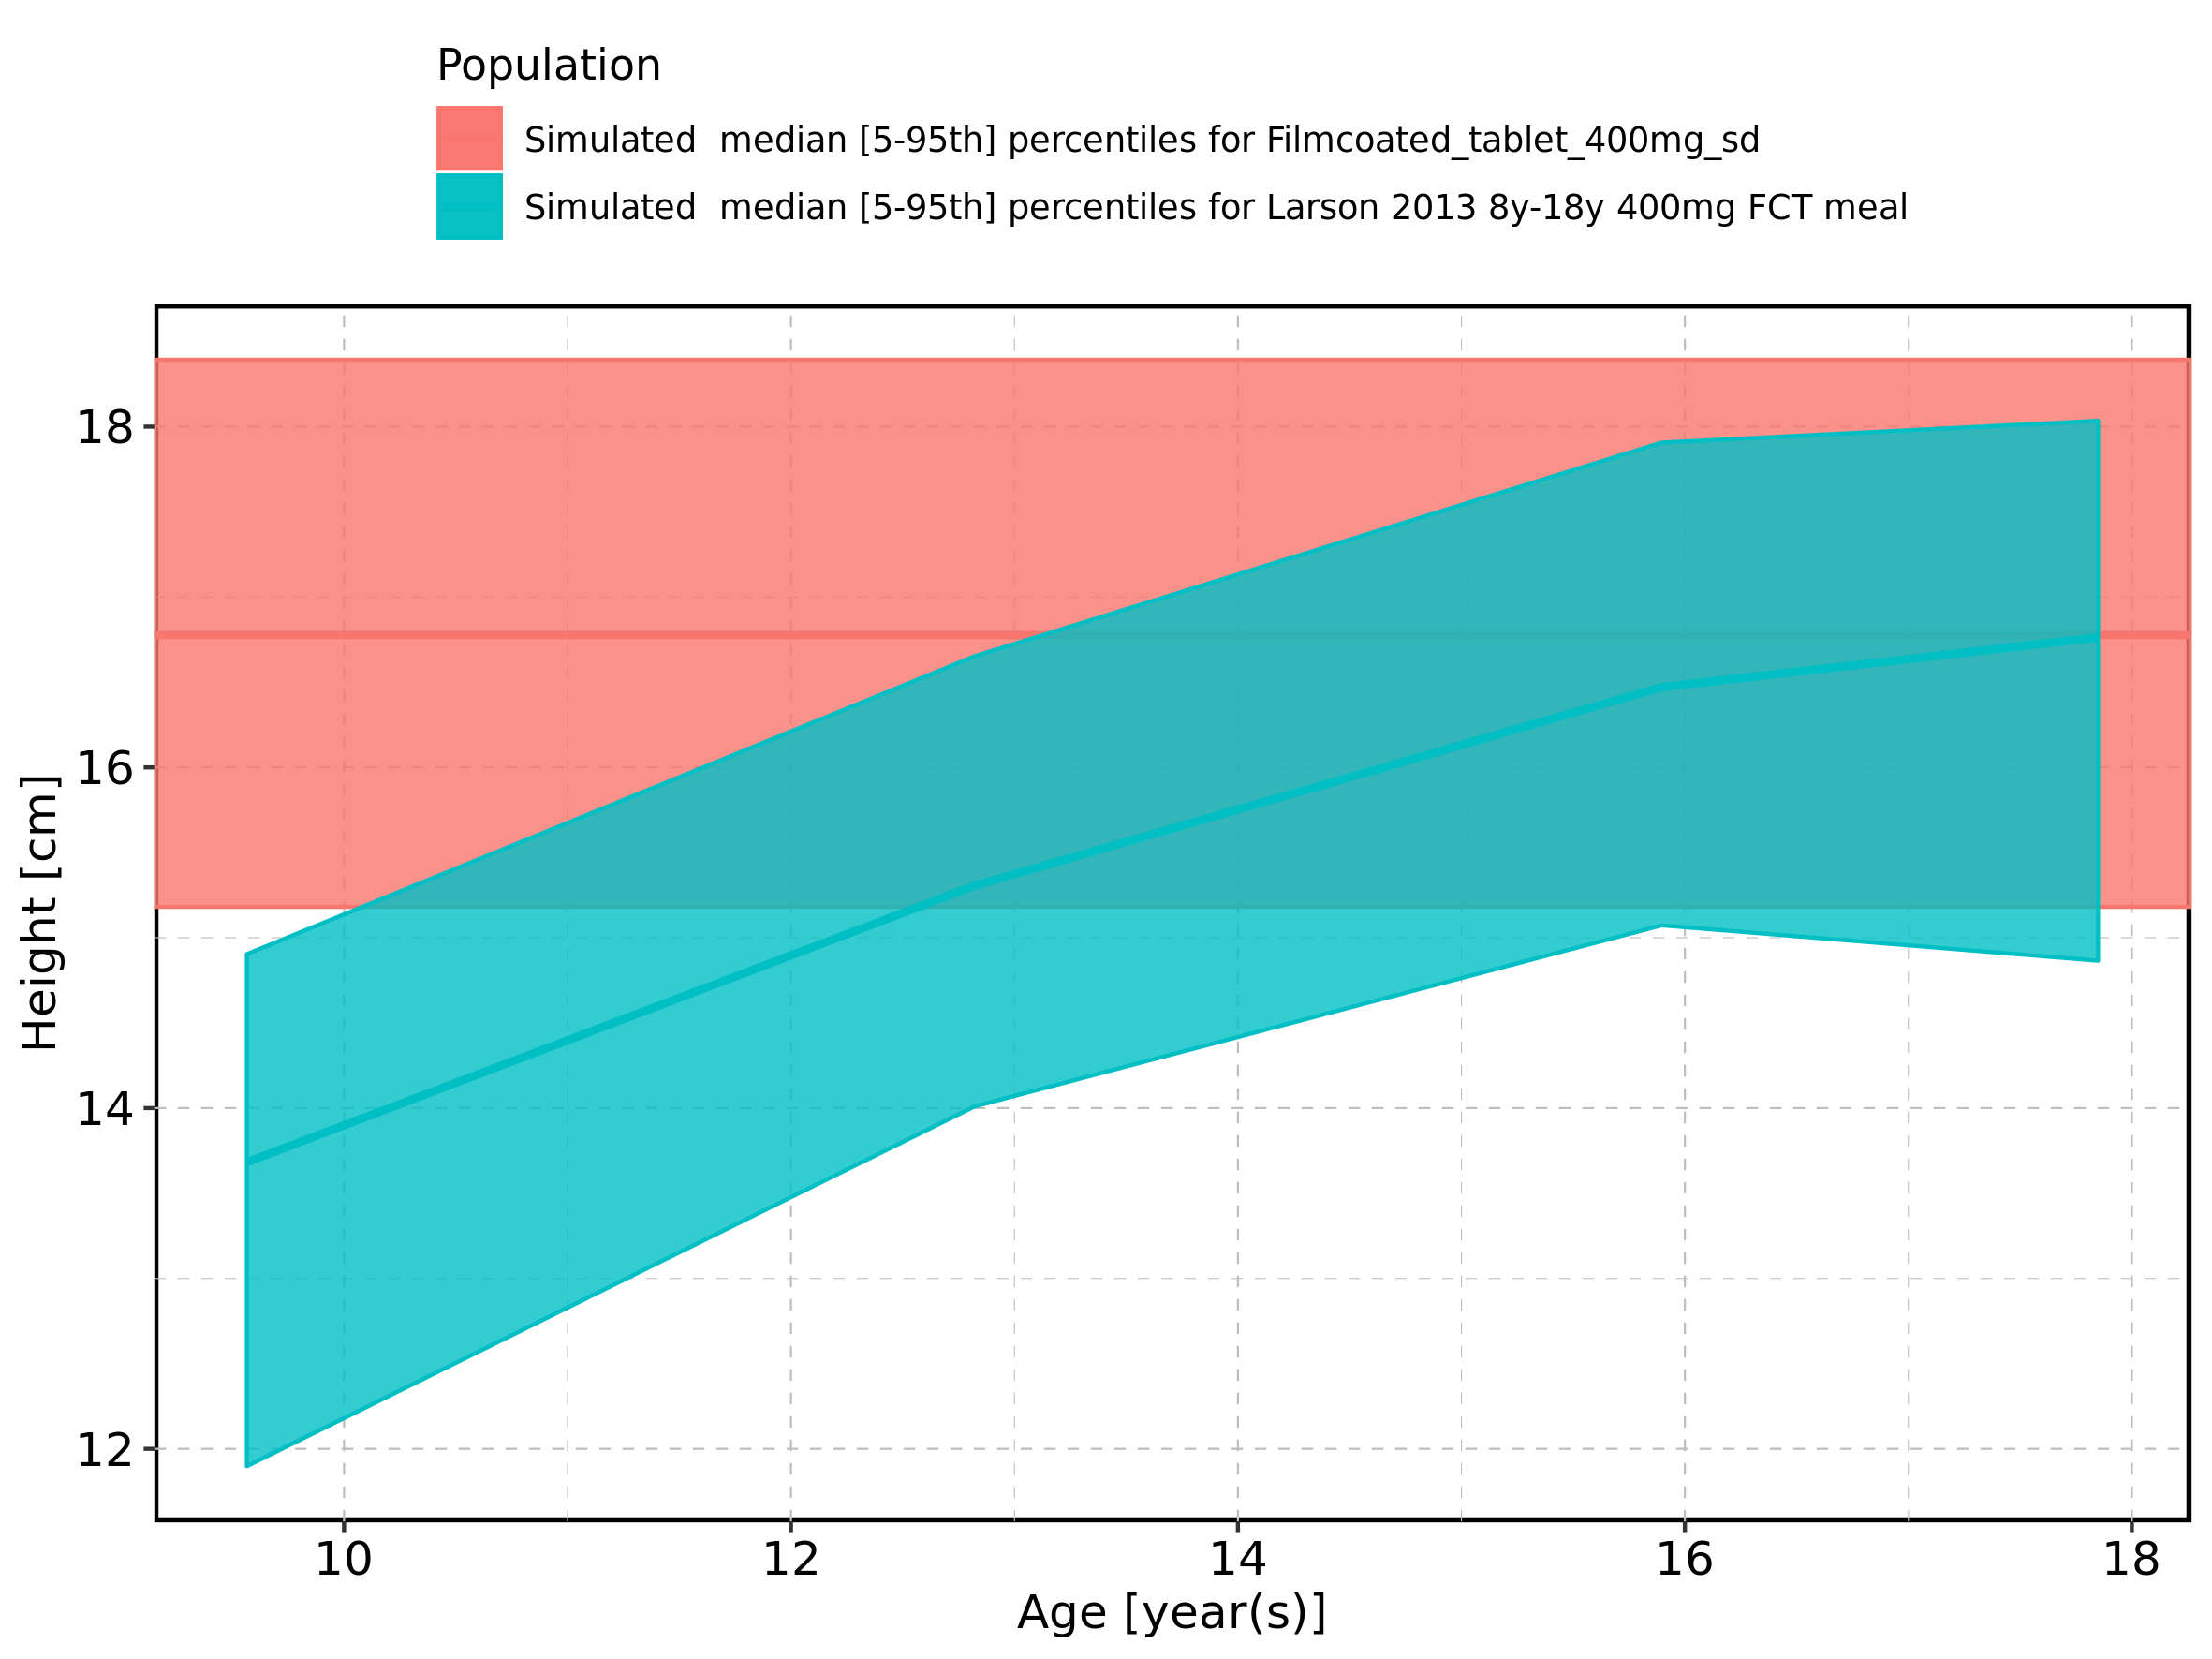 Population
Simulated  median [5-95th] percentiles for Filmcoated_tablet_400mg_sd
Simulated  median [5-95th] percentiles for Larson 2013 8y-18y 400mg FCT meal
18
16
14
12
Height [cm]
10 12 14 16 18
Age [year(s)]